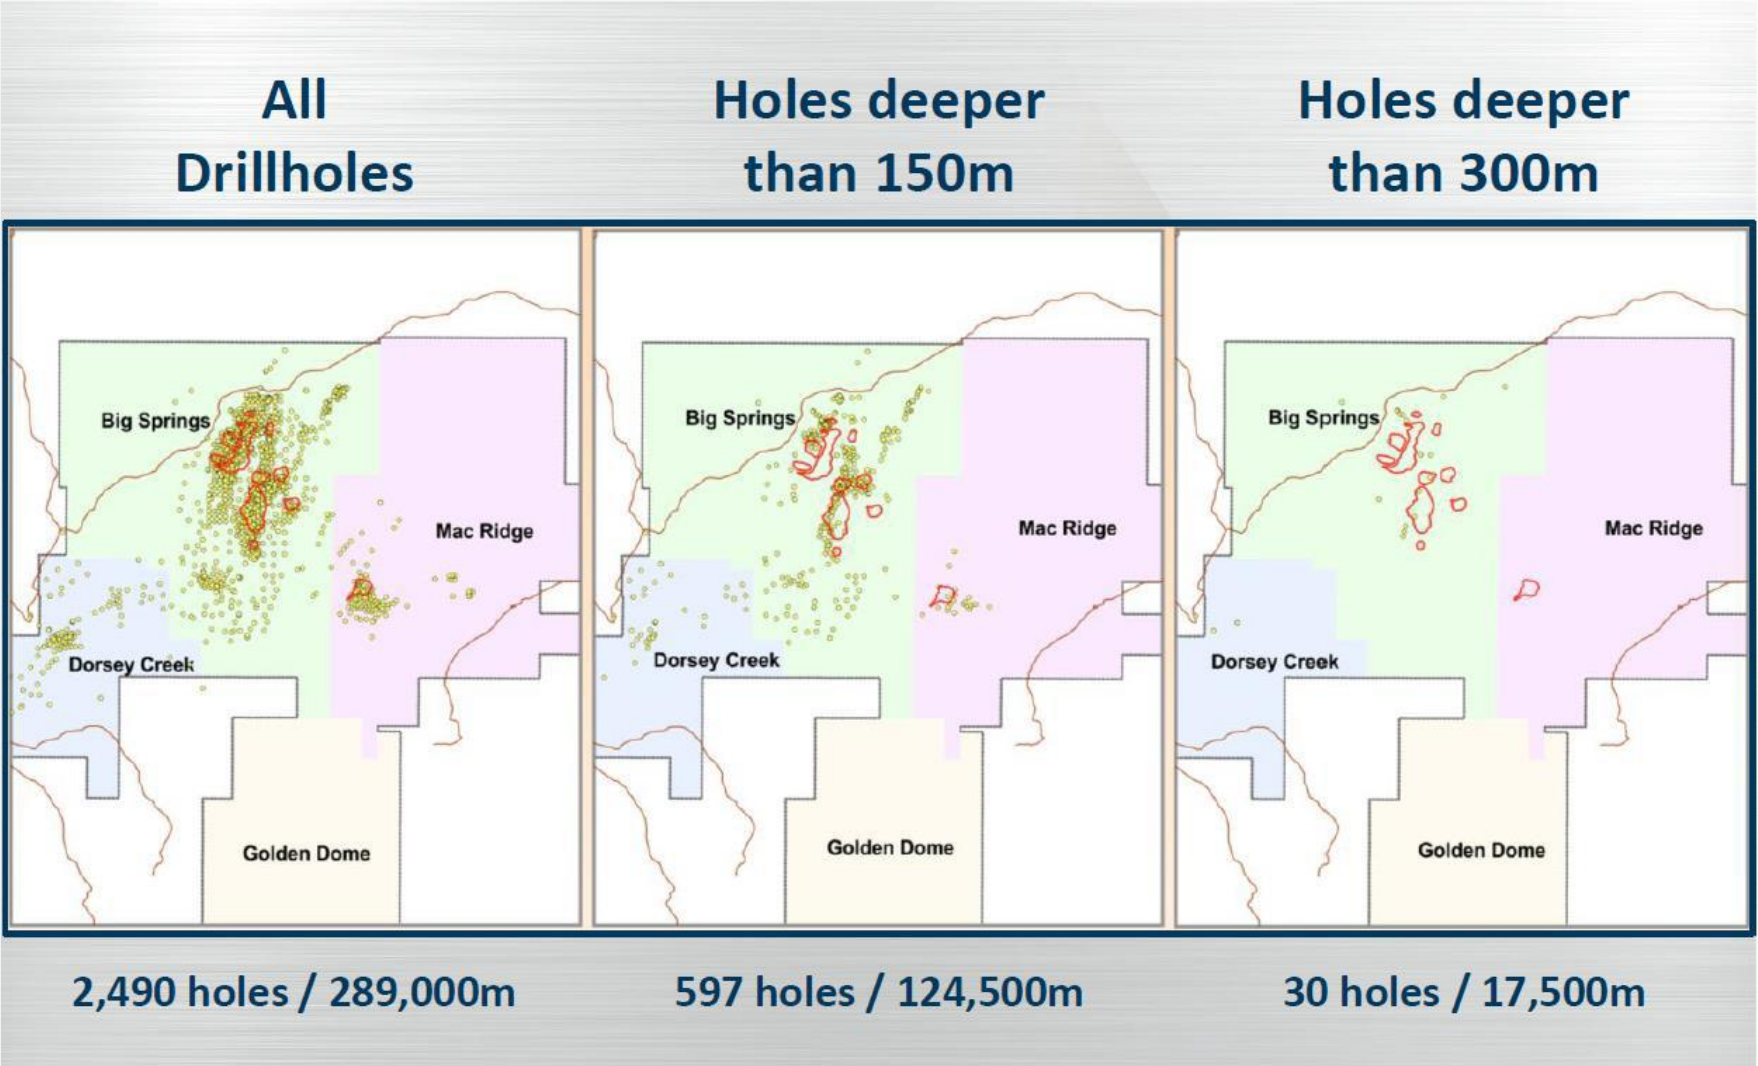 All
Drillholes
Holes deeper
than 150m
Holes deeper
than 300m
Big Springs
Mac Ridge
Dorsey Creek
Golden Dome
Big Springs
Mac Ridge
Dorsey Creek
Golden Dome
Big Springs
Mac Ridge
Dorsey Creek
Golden Dome
2,490 holes / 289,000m
597 holes / 124,500m
30 holes / 17,500m